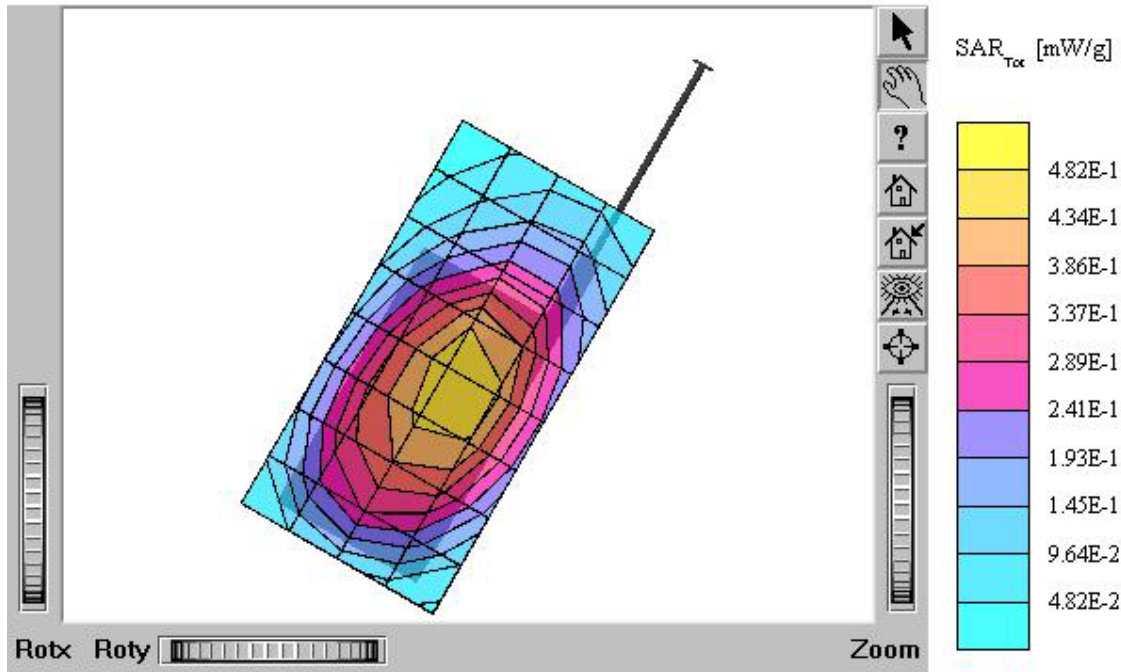 SARTot [mW/g]
?
4.82E-1
4.34E-1
3.86E-1
3.37E-1
2.89E-1
2.41E-1
1.93E-1
1.45E-1
9.64E-2
4.82E-2
Rotx Roty Zoom